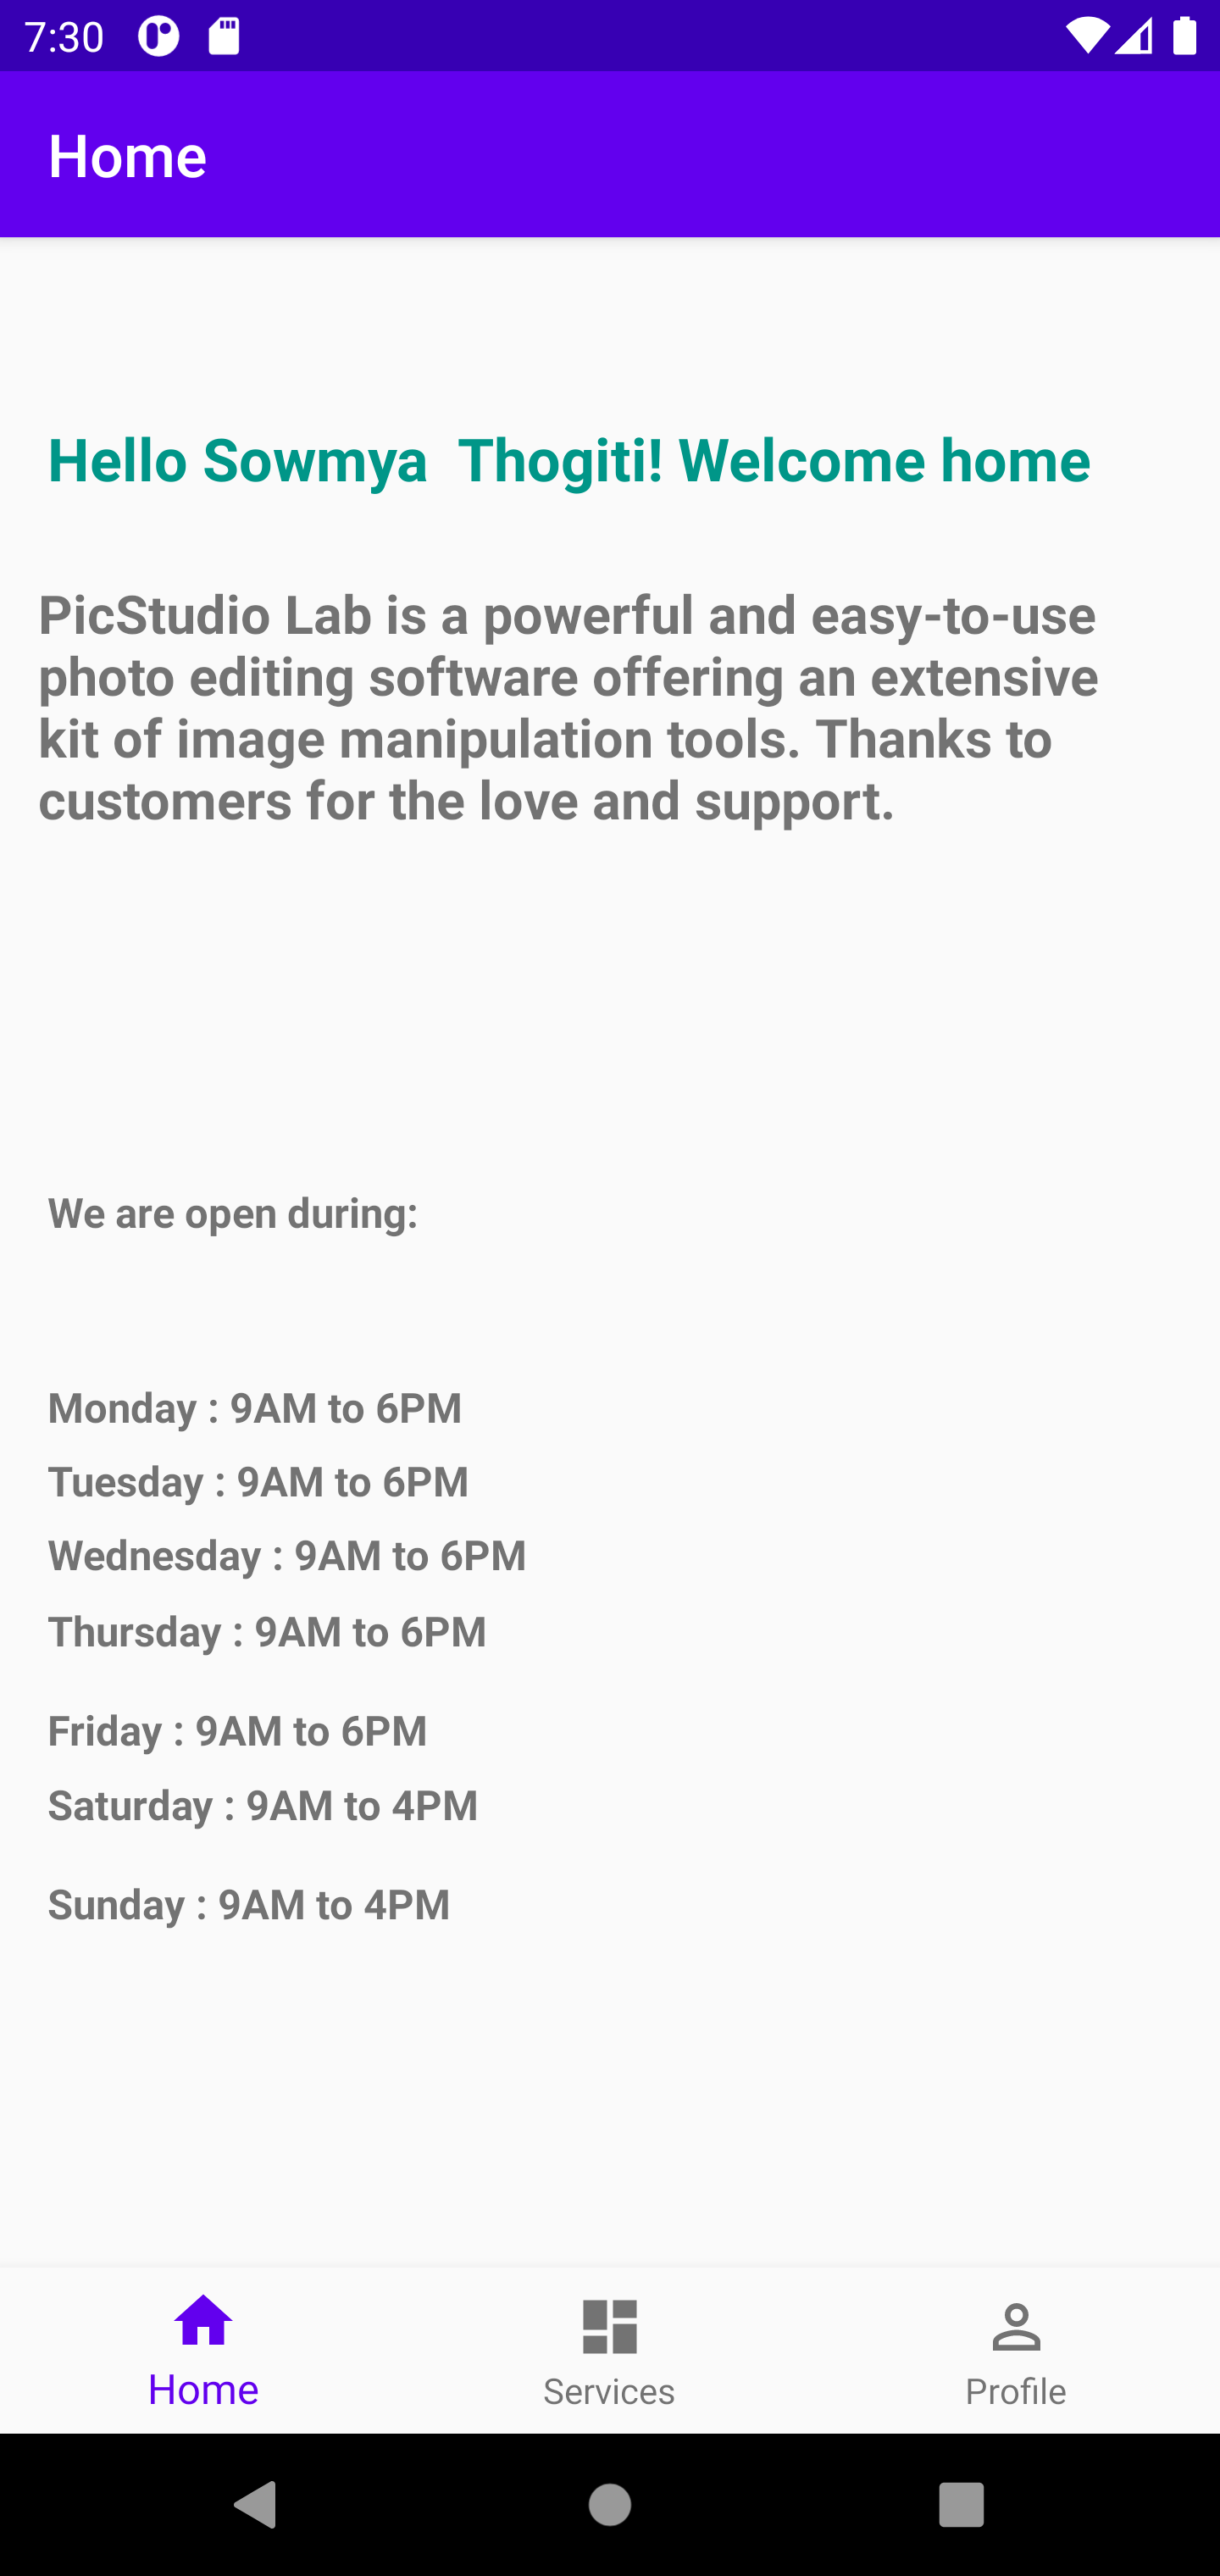 7:30
Home
Hello Sowmya  Thogiti! Welcome home
PicStudio Lab is a powerful and easy-to-use
photo editing software offering an extensive
kit of image manipulation tools. Thanks to
customers for the love and support.
We are open during:
Monday : 9AM to 6PM
Tuesday : 9AM to 6PM
Wednesday : 9AM to 6PM
Thursday : 9AM to 6PM
Friday : 9AM to 6PM
Saturday : 9AM to 4PM
Sunday : 9AM to 4PM
Home Services Profile